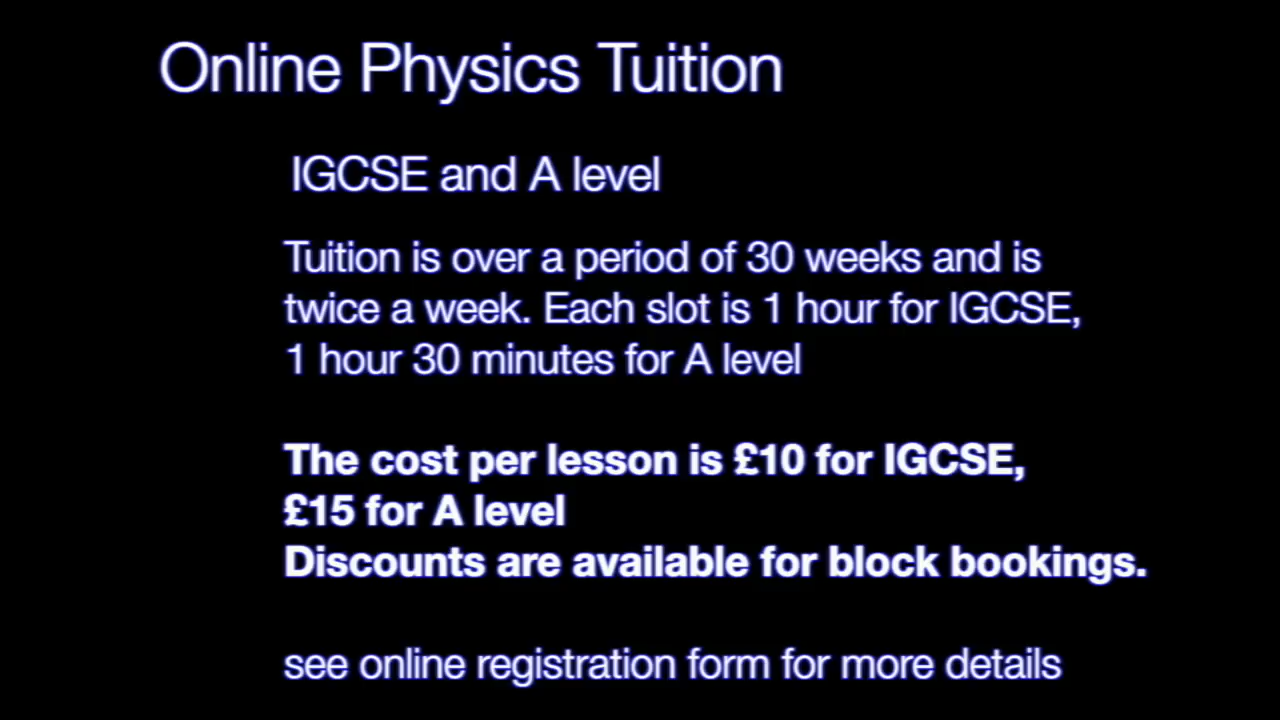 Online Physics Tuition
IGCSE and A level
Tuition is over a period of 30 weeks and is
twice a week. Each slot is 1 hour for IGCSE,
1 hour 30 minutes for A level
The cost per lesson is £10 for IGCSE,
£15 for A level
Discounts are available for block bookings.
see online registration form for more details